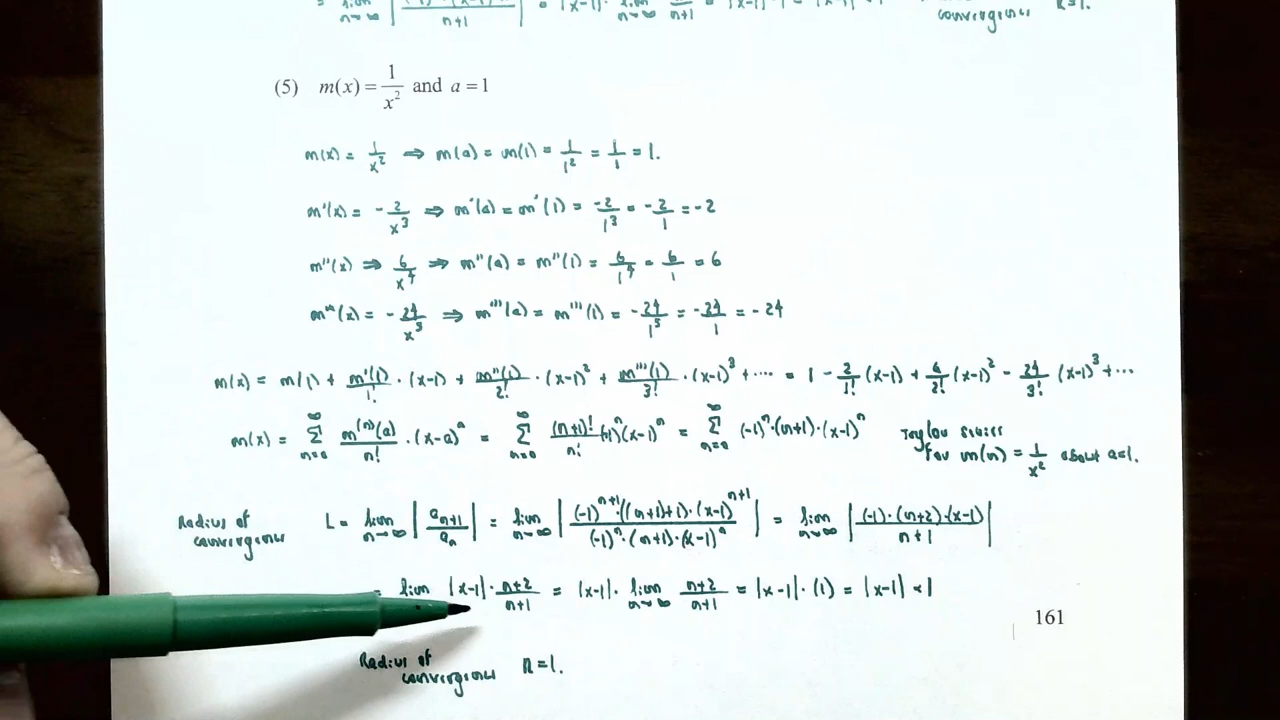 (5) m(x) = 1/x² and a = 1
m(x) = 1/x² ⇒ m(a) = m(1) = 1/1² = 1/1 = 1.
m'(x) = -2/x³ ⇒ m'(a) = m'(1) = -2/1³ = -2/1 = -2
m''(x) ⇒ 6/x⁴ ⇒ m''(a) = m''(1) = 6/1⁴ = 6/1 = 6
m'''(x) = -24/x⁵ ⇒ m'''(a) = m'''(1) = -24/1⁵ = -24/1 = -24
m(x) = m(1) + m'(1)/1! · (x-1) + m''(1)/2! · (x-1)² + m'''(1)/3! · (x-1)³ + ···· = 1 - 2/1! (x-1) + 6/2! (x-1)² - 24/3! (x-1)³ + ···
m(x) = ∑_{n=0}^{∞} m⁽ⁿ⁾(a)/n! · (x-a)ⁿ = ∑_{n=0}^{∞} (n+1)!/n! (-1)ⁿ(x-1)ⁿ = ∑_{n=0}^{∞} (-1)ⁿ·(n+1)·(x-1)ⁿ Taylor series
for m(x) = 1/x² about a=1.
Radius of convergence L = lim_{n→∞} |a_{n+1}/a_n| = lim_{n→∞} |(-1)^{n+1}·((n+1)+1)·(x-1)^{n+1} / (-1)ⁿ·(n+1)·(x-1)ⁿ| = lim_{n→∞} |(-1)·(n+2)·(x-1) / n+1|
= lim |x-1|· n+2/n+1 = |x-1|· lim_{n→∞} n+2/n+1 = |x-1|·(1) = |x-1| < 1
161
Radius of convergence R=1.